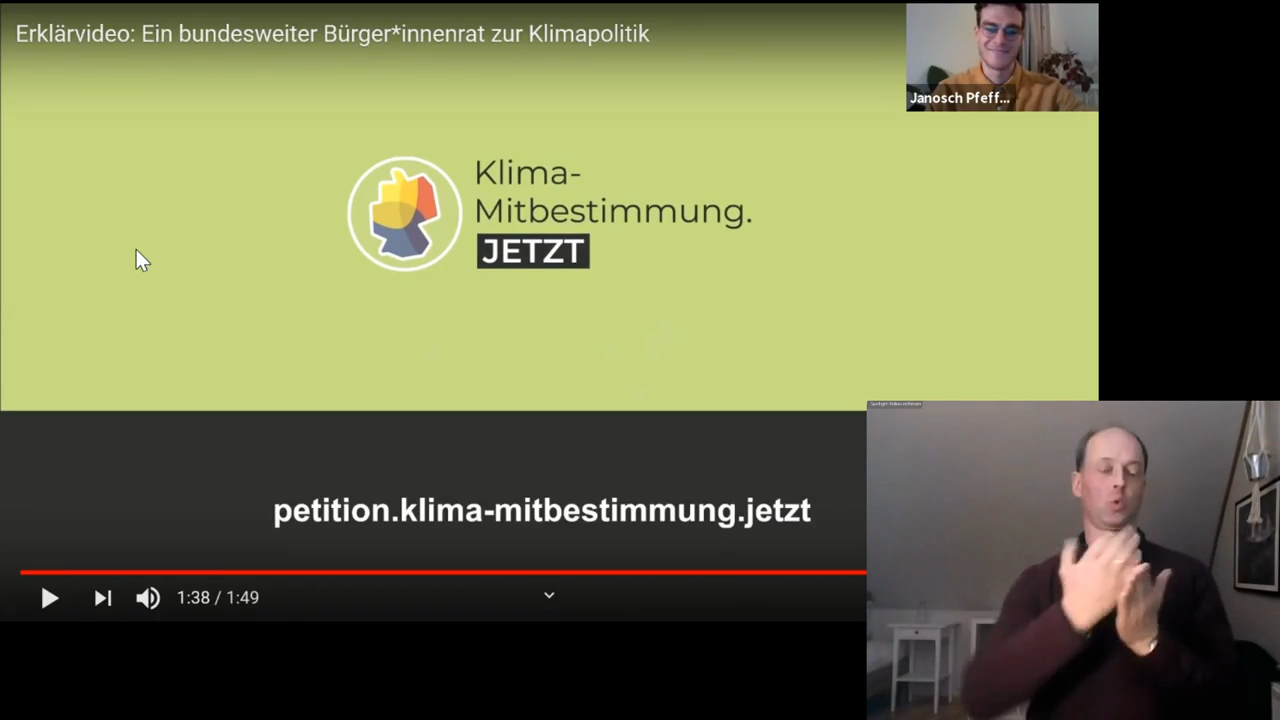 Erklärvideo: Ein bundesweiter Bürger*innenrat zur Klimapolitik
Janosch Pfeff...
Klima-
Mitbestimmung.
JETZT
petition.klima-mitbestimmung.jetzt
1:38 / 1:49